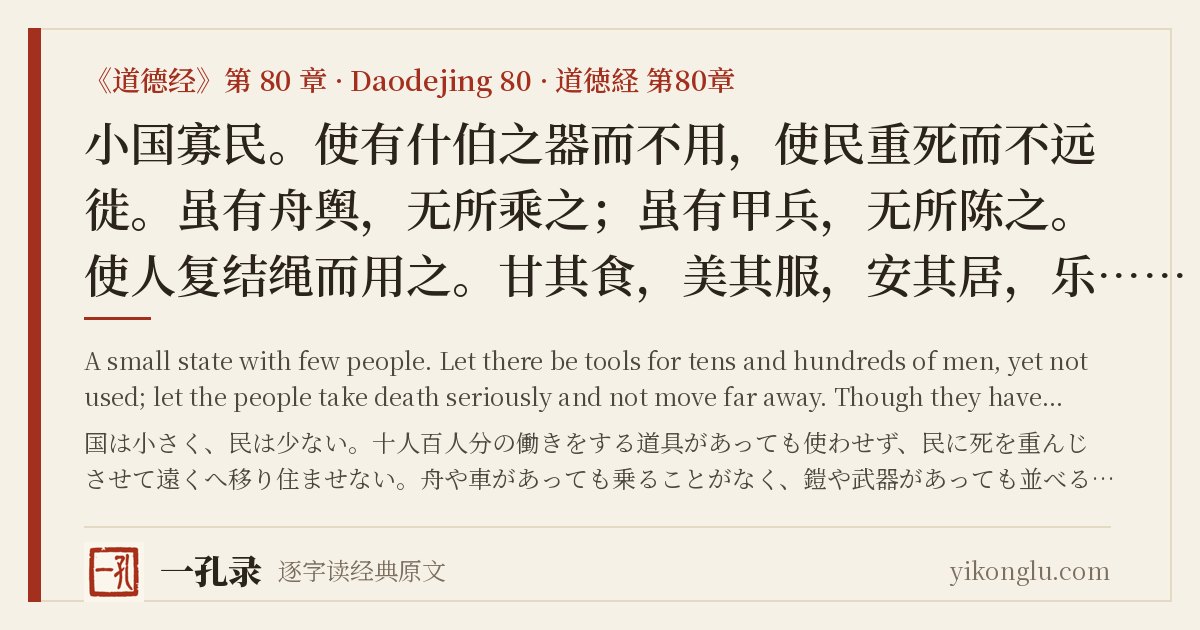 《道德经》第 80 章 · Daodejing 80 · 道徳経 第80章
小国寡民。使有什伯之器而不用，使民重死而不远
徙。虽有舟舆，无所乘之；虽有甲兵，无所陈之。
使人复结绳而用之。甘其食，美其服，安其居，乐……
A small state with few people. Let there be tools for tens and hundreds of men, yet not
used; let the people take death seriously and not move far away. Though they have...
国は小さく、民は少ない。十人百人分の働きをする道具があっても使わせず、民に死を重んじ
させて遠くへ移り住ませない。舟や車があっても乗ることがなく、鎧や武器があっても並べる…
一孔
一孔录 逐字读经典原文
yikonglu.com